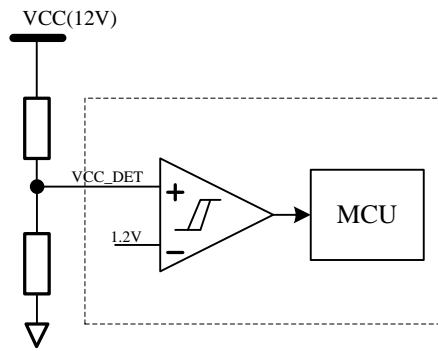 VCC(12V)
VCC_DET
+
MCU
1.2V
−